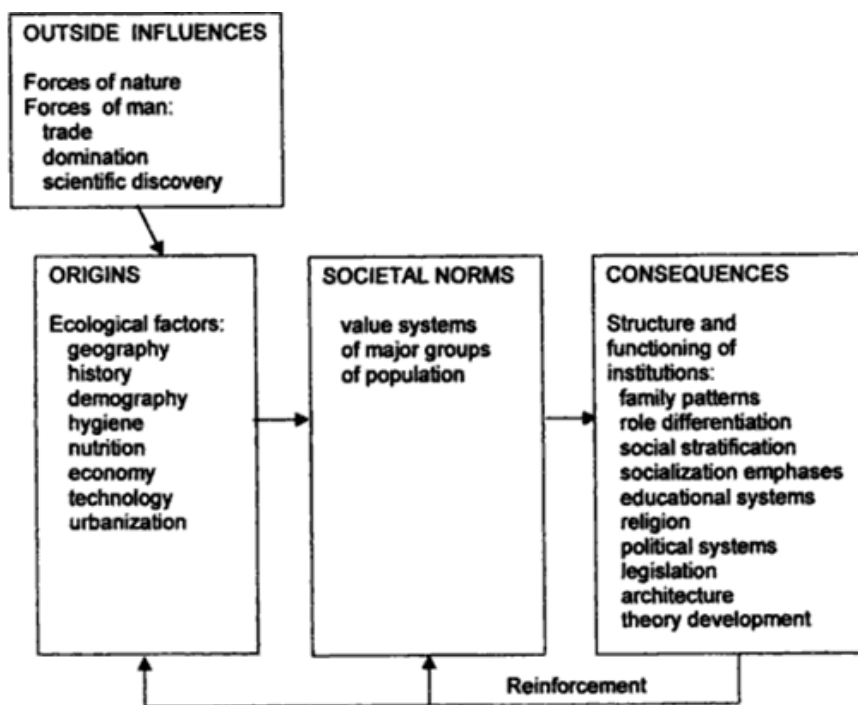 OUTSIDE INFLUENCES
Forces of nature
Forces of man:
trade
domination
scientific discovery
ORIGINS
Ecological factors:
geography
history
demography
hygiene
nutrition
economy
technology
urbanization
SOCIETAL NORMS
value systems
of major groups
of population
CONSEQUENCES
Structure and
functioning of
institutions:
family patterns
role differentiation
social stratification
socialization emphases
educational systems
religion
political systems
legislation
architecture
theory development
Reinforcement